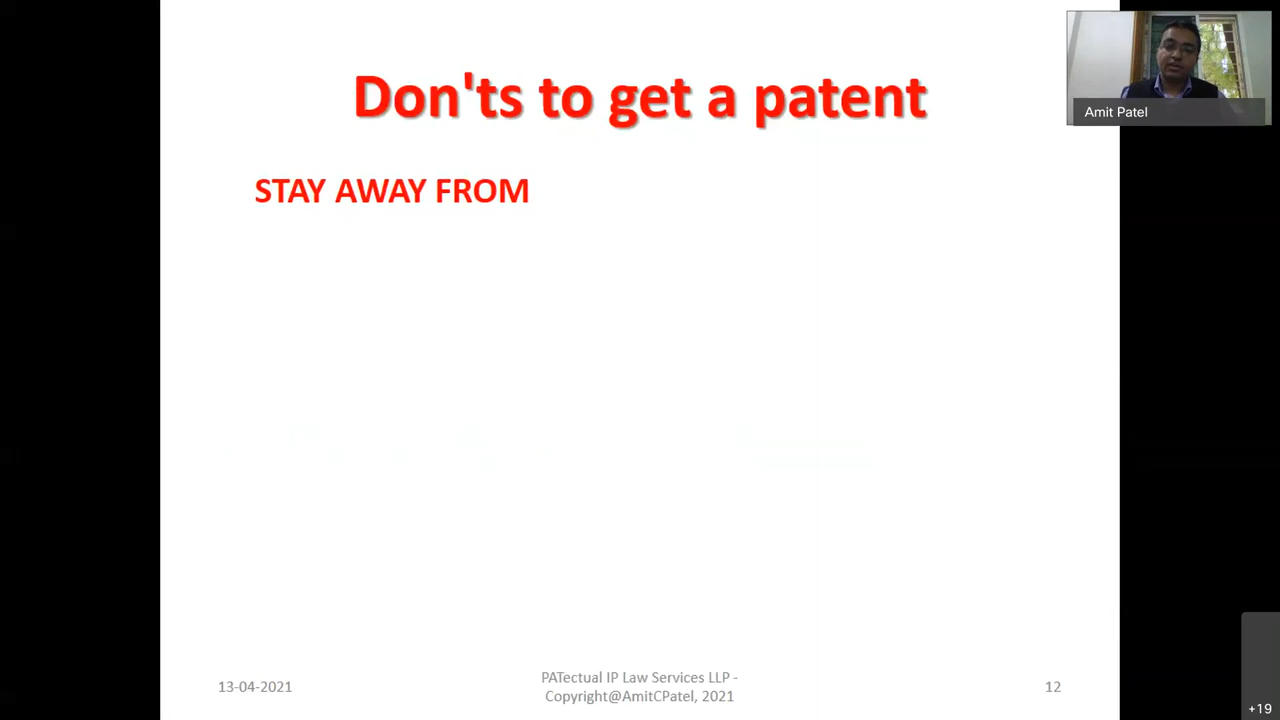 Don'ts to get a patent
Amit Patel
STAY AWAY FROM
13-04-2021
PATectual IP Law Services LLP -
Copyright@AmitCPatel, 2021
12
+19